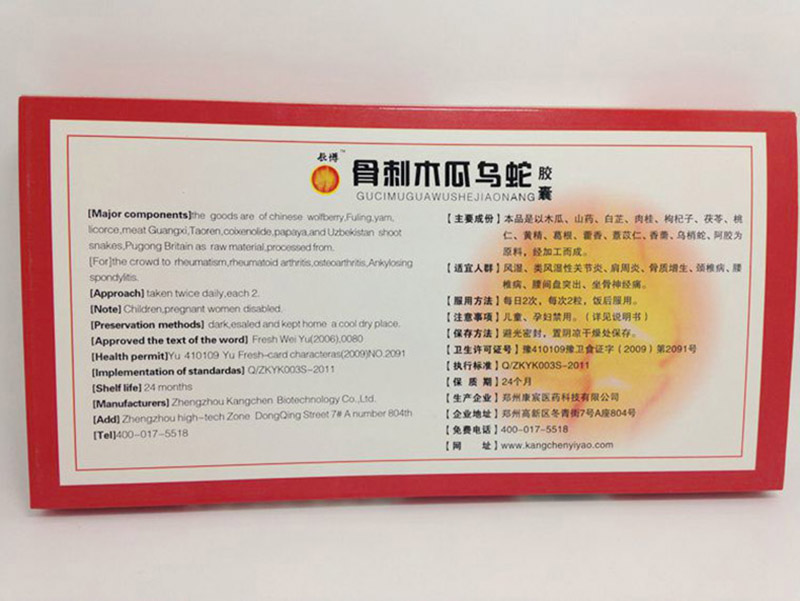 长博™
骨刺木瓜乌蛇胶囊
GUCIMUGUAWUSHEJIAONANG
[Major components]the goods are of chinese wolfberry,Fuling,yam,
licorce,meat Guangxi,Taoren,coixenolide,papaya,and Uzbekistan shoot
snakes,Pugong Britain as raw material,processed from.
[For]the crowd to rheumatism,rheumatoid arthritis,osteoarthritis,Ankylosing
spondylitis.
[Approach] taken twice daily,each 2.
[Note] Children,pregnant women disabled.
[Preservation methods] dark,esaled and kept home a cool dry place.
[Approved the text of the word] Fresh Wei Yu(2006),0080
[Health permit]Yu 410109 Yu Fresh-card characteras(2009)NO.2091
[Implementation of standardas] Q/ZKYK003S-2011
[Shelf life] 24 months
[Manufacturers] Zhengzhou Kangchen Biotechnology Co.,Ltd.
[Add] Zhengzhou high-tech Zone DongQing Street 7# A number 804th
[Tel]400-017-5518
【主要成份】本品是以木瓜、山药、白芷、肉桂、枸杞子、茯苓、桃
仁、黄精、葛根、藿香、薏苡仁、香薷、乌梢蛇、阿胶为
原料，经加工而成。
【适宜人群】风湿、类风湿性关节炎、肩周炎、骨质增生、颈椎病、腰
椎病、腰间盘突出、坐骨神经痛。
【服用方法】每日2次，每次2粒，饭后服用。
【注意事项】儿童、孕妇禁用。（详见说明书）
【保存方法】避光密封，置阴凉干燥处保存。
【卫生许可证号】豫410109豫卫食证字（2009）第2091号
【执行标准】Q/ZKYK003S-2011
【保 质 期】24个月
【生产企业】郑州康宸医药科技有限公司
【企业地址】郑州高新区冬青街7号A座804号
【免费电话】400-017-5518
【网 址】www.kangchenyiyao.com